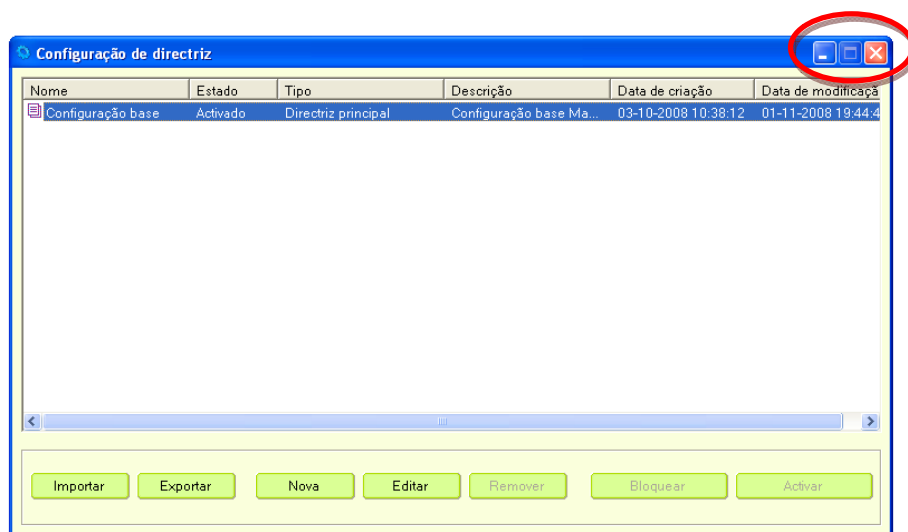 Configuração de directriz
Nome Estado Tipo Descrição Data de criação Data de modificaçã
Configuração base Activado Directriz principal Configuração base Ma... 03-10-2008 10:38:12 01-11-2008 19:44:4
Importar Exportar Nova Editar Remover Bloquear Activar